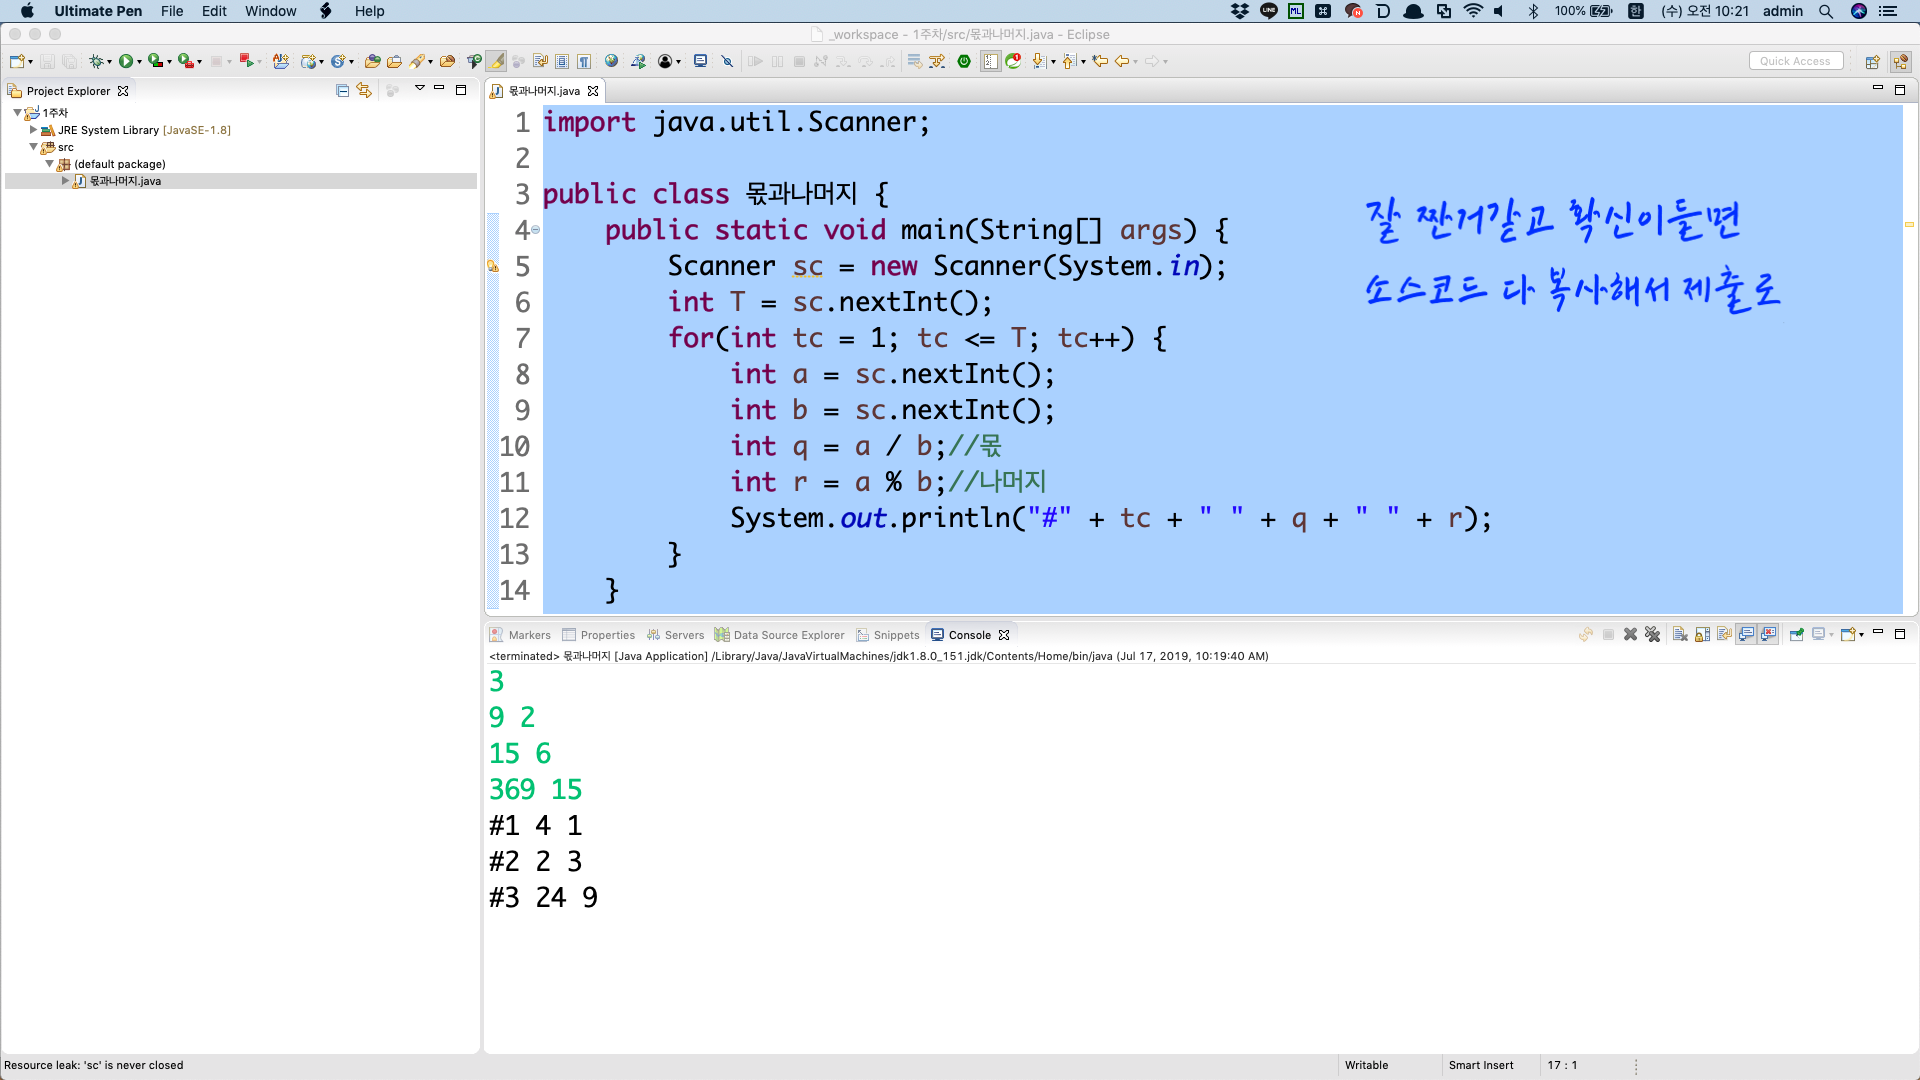 Ultimate Pen File Edit Window Help
100% 한 (수) 오전 10:21 admin
_workspace - 1주차/src/몫과나머지.java - Eclipse
Quick Access
Project Explorer
1주차
JRE System Library [JavaSE-1.8]
src
(default package)
몫과나머지.java
몫과나머지.java
1 import java.util.Scanner;
2
3 public class 몫과나머지 {
4 public static void main(String[] args) {
5 Scanner sc = new Scanner(System.in);
6 int T = sc.nextInt();
7 for(int tc = 1; tc <= T; tc++) {
8 int a = sc.nextInt();
9 int b = sc.nextInt();
10 int q = a / b;//몫
11 int r = a % b;//나머지
12 System.out.println("#" + tc + " " + q + " " + r);
13 }
14 }
잘 짠거같고 확신이들면
소스코드 다 복사해서 제출로
Markers Properties Servers Data Source Explorer Snippets Console
<terminated> 몫과나머지 [Java Application] /Library/Java/JavaVirtualMachines/jdk1.8.0_151.jdk/Contents/Home/bin/java (Jul 17, 2019, 10:19:40 AM)
3
9 2
15 6
369 15
#1 4 1
#2 2 3
#3 24 9
Resource leak: 'sc' is never closed
Writable Smart Insert 17 : 1